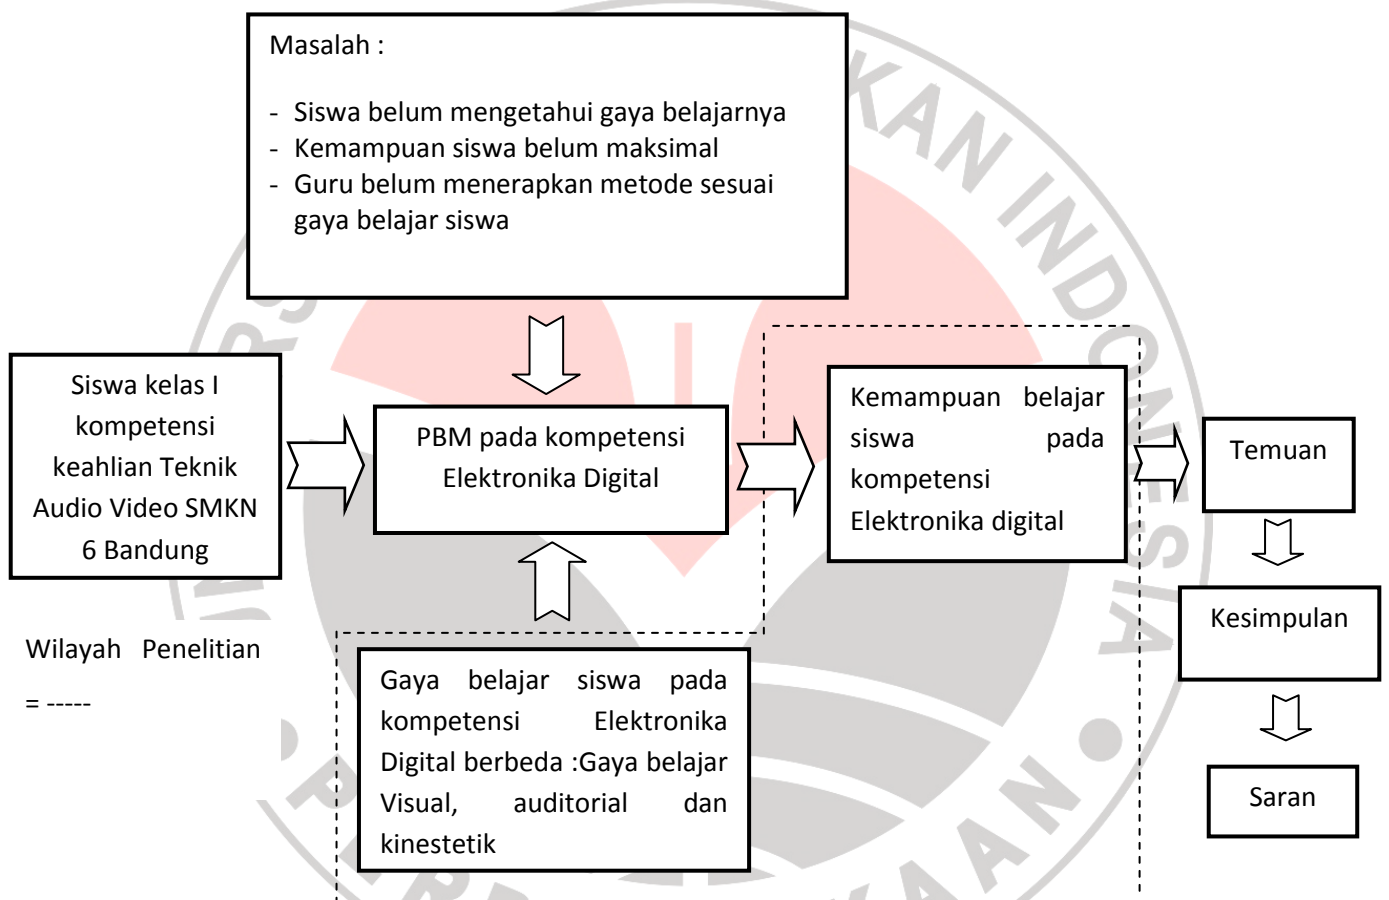 Masalah :
- Siswa belum mengetahui gaya belajarnya
- Kemampuan siswa belum maksimal
- Guru belum menerapkan metode sesuai
gaya belajar siswa
Siswa kelas I
kompetensi
keahlian Teknik
Audio Video SMKN
6 Bandung
PBM pada kompetensi
Elektronika Digital
Kemampuan belajar
siswa pada
kompetensi
Elektronika digital
Temuan
Kesimpulan
Saran
Wilayah Penelitian
= -----
Gaya belajar siswa pada
kompetensi Elektronika
Digital berbeda :Gaya belajar
Visual, auditorial dan
kinestetik
KAN INDONESIA